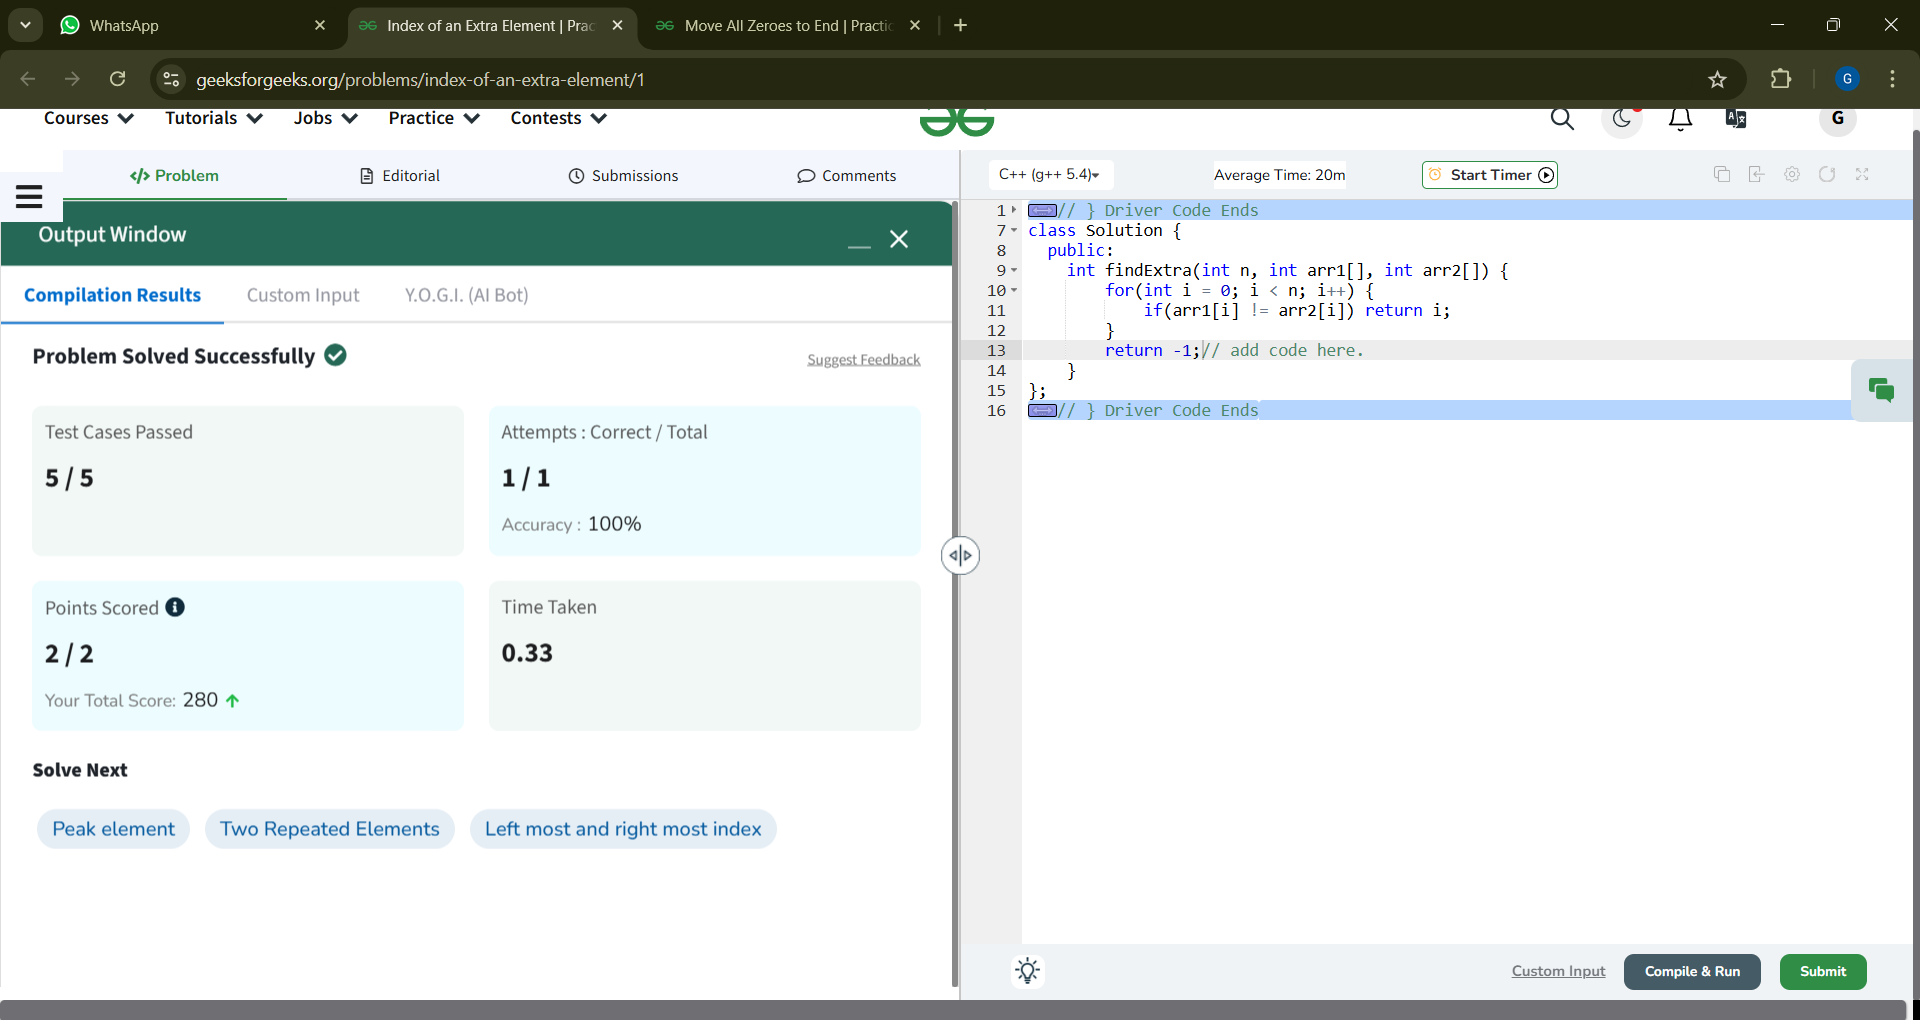 WhatsApp
Index of an Extra Element | Prac
Move All Zeroes to End | Practic
geeksforgeeks.org/problems/index-of-an-extra-element/1
G
Courses
Tutorials
Jobs
Practice
Contests
G
Problem
Editorial
Submissions
Comments
C++ (g++ 5.4)
Average Time: 20m
Start Timer
Output Window
Compilation Results
Custom Input
Y.O.G.I. (AI Bot)
Problem Solved Successfully
Suggest Feedback
Test Cases Passed
5 / 5
Attempts : Correct / Total
1 / 1
Accuracy : 100%
Points Scored
2 / 2
Your Total Score: 280
Time Taken
0.33
Solve Next
Peak element
Two Repeated Elements
Left most and right most index
1 // } Driver Code Ends
7 class Solution {
8 public:
9 int findExtra(int n, int arr1[], int arr2[]) {
10 for(int i = 0; i < n; i++) {
11 if(arr1[i] != arr2[i]) return i;
12 }
13 return -1;// add code here.
14 }
15 };
16 // } Driver Code Ends
Custom Input
Compile & Run
Submit